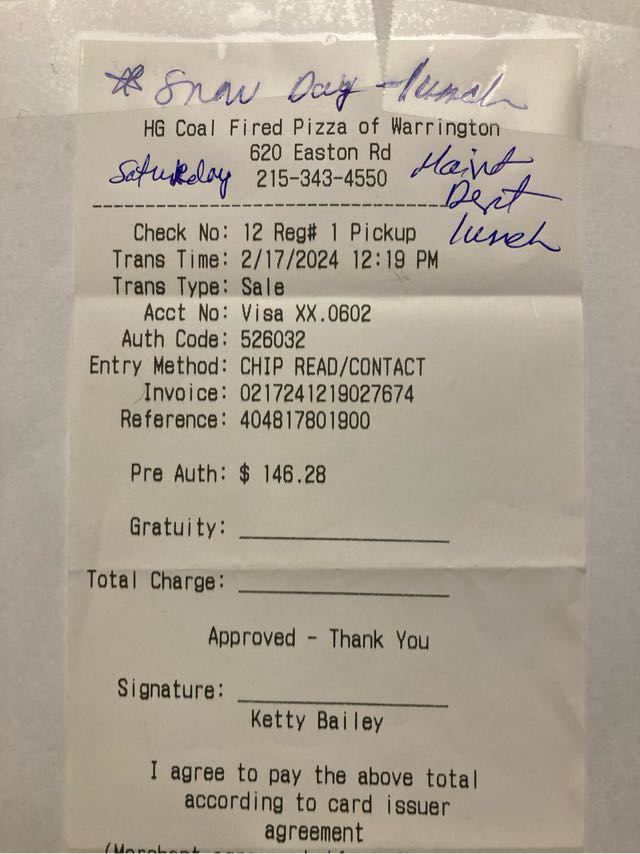 * Snow Day - lunch
HG Coal Fired Pizza of Warrington
620 Easton Rd
Saturday 215-343-4550 Maint
Dept
lunch
Check No: 12 Reg# 1 Pickup
Trans Time: 2/17/2024 12:19 PM
Trans Type: Sale
Acct No: Visa XX.0602
Auth Code: 526032
Entry Method: CHIP READ/CONTACT
Invoice: 0217241219027674
Reference: 404817801900
Pre Auth: $ 146.28
Gratuity:
Total Charge:
Approved - Thank You
Signature:
Ketty Bailey
I agree to pay the above total
according to card issuer
agreement